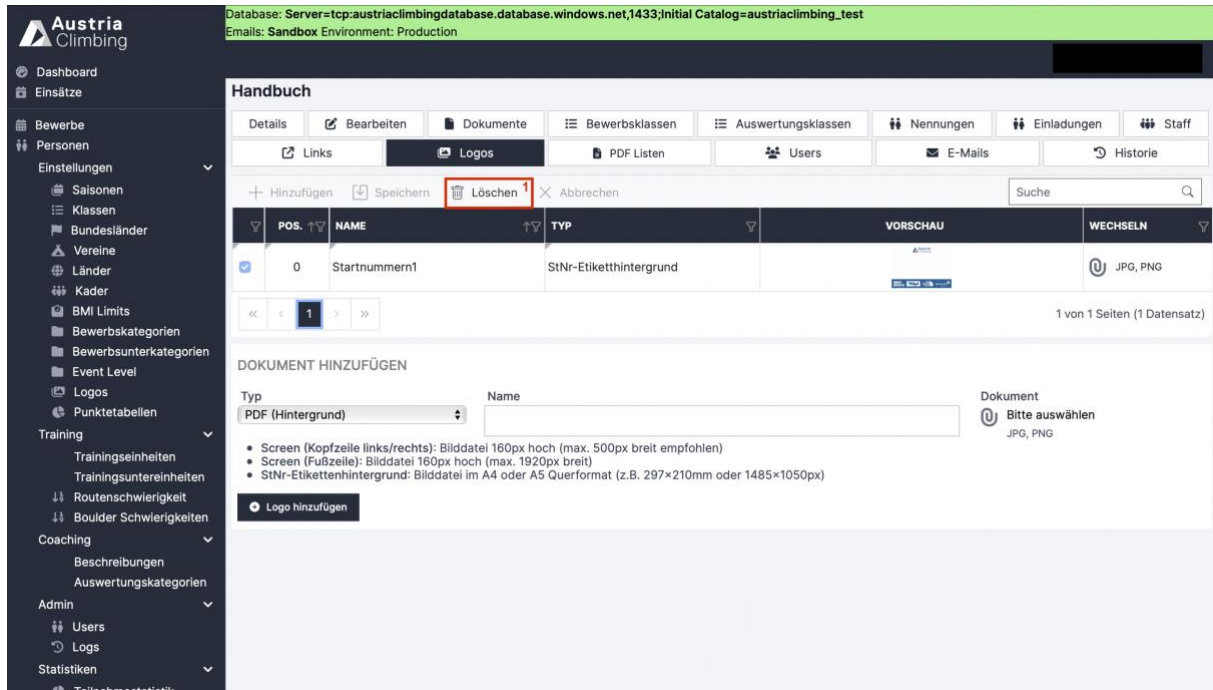 Austria
Climbing
Database: Server=tcp:austriaclimbingdatabase.database.windows.net,1433;Initial Catalog=austriaclimbing_test
Emails: Sandbox Environment: Production
Dashboard
Einsätze
Bewerbe
Personen
Einstellungen
Saisonen
Klassen
Bundesländer
Vereine
Länder
Kader
BMI Limits
Bewerbskategorien
Bewerbsunterkategorien
Event Level
Logos
Punktetabellen
Training
Trainingseinheiten
Trainingsuntereinheiten
Routenschwierigkeit
Boulder Schwierigkeiten
Coaching
Beschreibungen
Auswertungskategorien
Admin
Users
Logs
Statistiken
Teilnahmestatistik
Handbuch
Details Bearbeiten Dokumente Bewerbsklassen Auswertungsklassen Nennungen Einladungen Staff
Links Logos PDF Listen Users E-Mails Historie
Hinzufügen Speichern Löschen 1 Abbrechen Suche
POS. NAME TYP VORSCHAU WECHSELN
0 Startnummern1 StNr-Etiketthintergrund JPG, PNG
« < 1 > » 1 von 1 Seiten (1 Datensatz)
DOKUMENT HINZUFÜGEN
Typ Name Dokument
PDF (Hintergrund) Bitte auswählen
JPG, PNG
• Screen (Kopfzeile links/rechts): Bilddatei 160px hoch (max. 500px breit empfohlen)
• Screen (Fußzeile): Bilddatei 160px hoch (max. 1920px breit)
• StNr-Etikettenhintergrund: Bilddatei im A4 oder A5 Querformat (z.B. 297×210mm oder 1485×1050px)
Logo hinzufügen